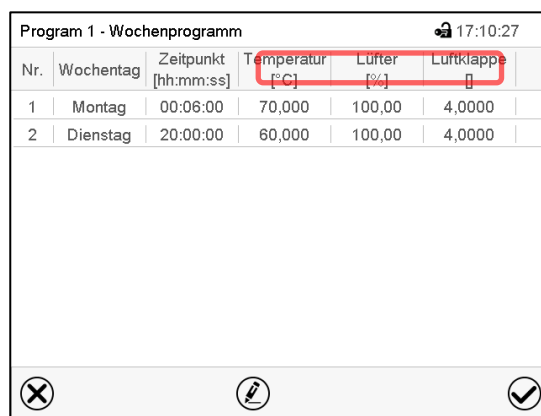 Program 1 - Wochenprogramm 17:10:27
Nr. Wochentag Zeitpunkt [hh:mm:ss] Temperatur [°C] Lüfter [%] Luftklappe []
1 Montag 00:06:00 70,000 100,00 4,0000
2 Dienstag 20:00:00 60,000 100,00 4,0000